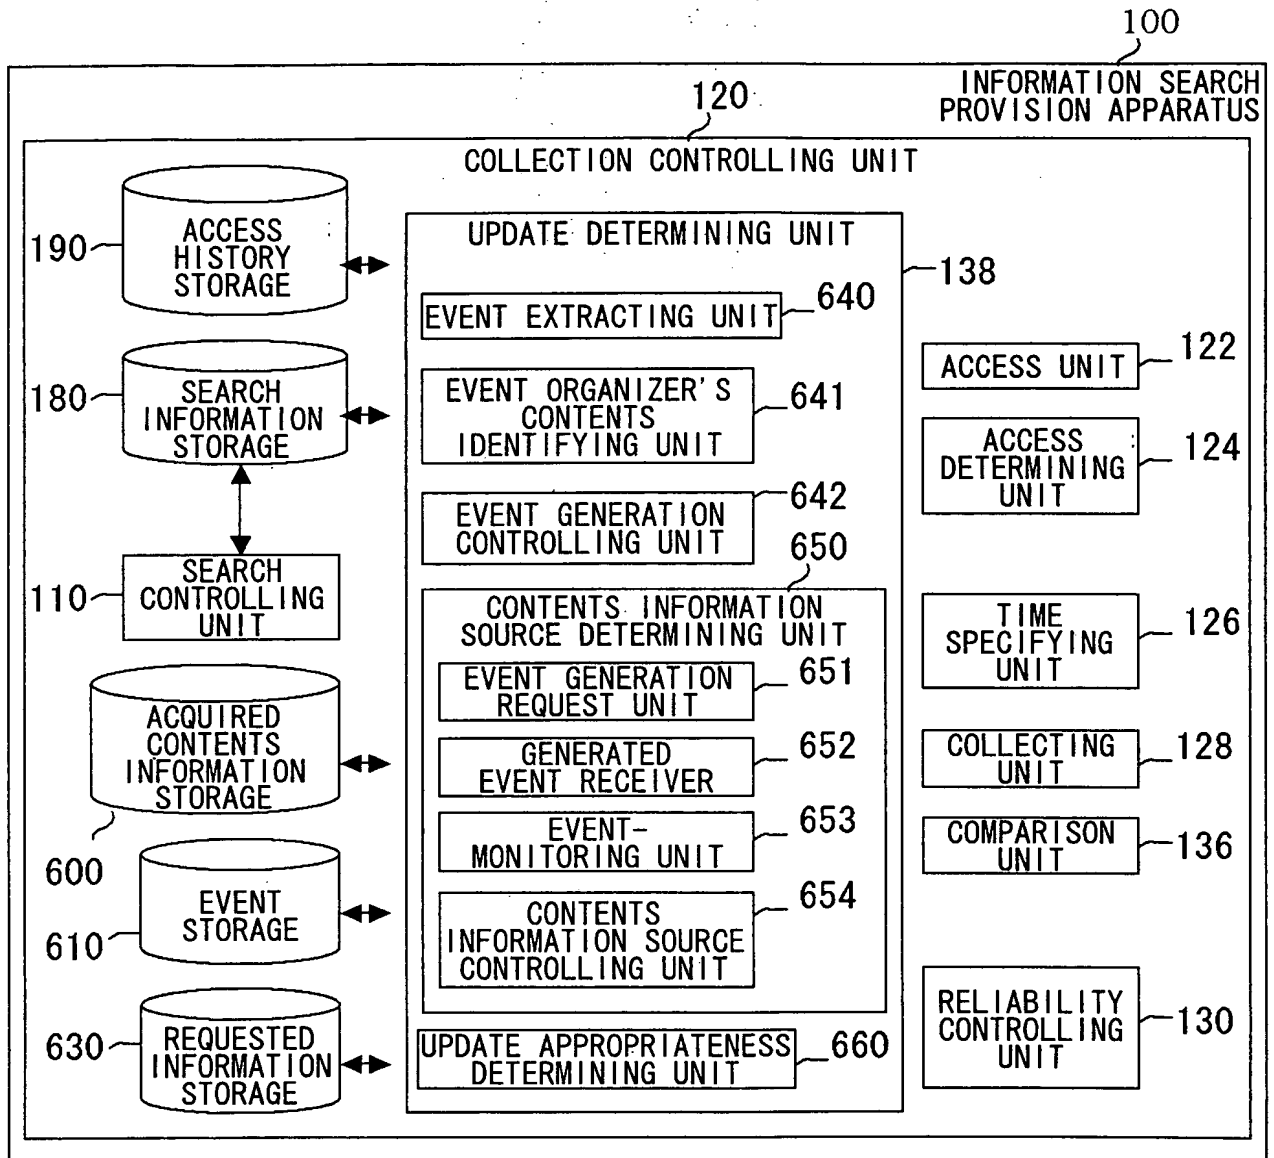 100
INFORMATION SEARCH
PROVISION APPARATUS
120
COLLECTION CONTROLLING UNIT
190
ACCESS
HISTORY
STORAGE
180
SEARCH
INFORMATION
STORAGE
110
SEARCH
CONTROLLING
UNIT
ACQUIRED
CONTENTS
INFORMATION
STORAGE
600
EVENT
STORAGE
610
630
REQUESTED
INFORMATION
STORAGE
UPDATE DETERMINING UNIT
138
EVENT EXTRACTING UNIT
640
EVENT ORGANIZER'S
CONTENTS
IDENTIFYING UNIT
641
EVENT GENERATION
CONTROLLING UNIT
642
650
CONTENTS INFORMATION
SOURCE DETERMINING UNIT
EVENT GENERATION
REQUEST UNIT
651
GENERATED
EVENT RECEIVER
652
EVENT-
MONITORING UNIT
653
CONTENTS
INFORMATION SOURCE
CONTROLLING UNIT
654
UPDATE APPROPRIATENESS
DETERMINING UNIT
660
ACCESS UNIT
122
ACCESS
DETERMINING
UNIT
124
TIME
SPECIFYING
UNIT
126
COLLECTING
UNIT
128
COMPARISON
UNIT
136
RELIABILITY
CONTROLLING
UNIT
130